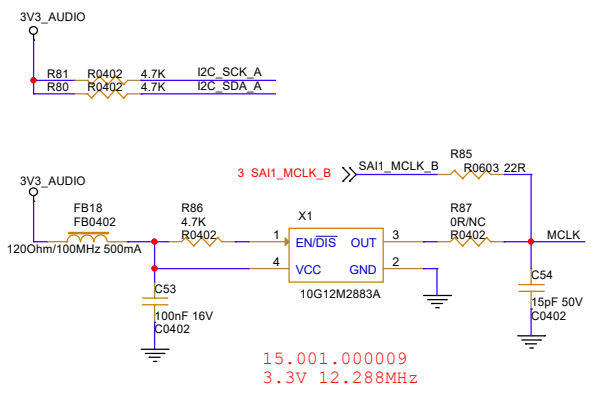 3V3_AUDIO
R81 R0402 4.7K I2C_SCK_A
R80 R0402 4.7K I2C_SDA_A
R85
3 SAI1_MCLK_B SAI1_MCLK_B R0603 22R
3V3_AUDIO
FB18
FB0402
120Ohm/100MHz 500mA
R86
4.7K
R0402
X1
1 EN/DIS OUT 3
4 VCC GND 2
10G12M2883A
R87
0R/NC
R0402
MCLK
C53
100nF 16V
C0402
C54
15pF 50V
C0402
15.001.000009
3.3V 12.288MHz